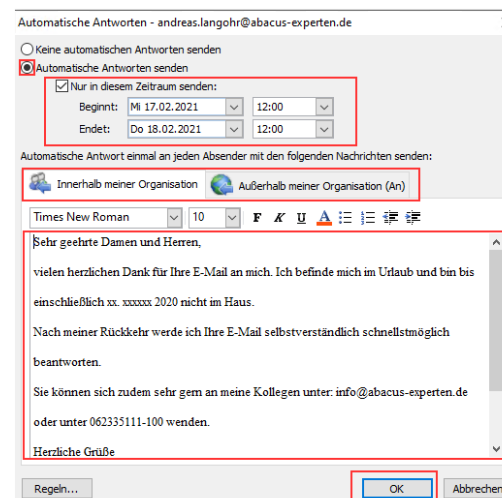 Automatische Antworten - andreas.langohr@abacus-experten.de
Keine automatischen Antworten senden
Automatische Antworten senden
Nur in diesem Zeitraum senden:
Beginnt: Mi 17.02.2021 12:00
Endet: Do 18.02.2021 12:00
Automatische Antwort einmal an jeden Absender mit den folgenden Nachrichten senden:
Innerhalb meiner Organisation Außerhalb meiner Organisation (An)
Times New Roman 10 F K U A
Sehr geehrte Damen und Herren,
vielen herzlichen Dank für Ihre E-Mail an mich. Ich befinde mich im Urlaub und bin bis
einschließlich xx. xxxxxx 2020 nicht im Haus.
Nach meiner Rückkehr werde ich Ihre E-Mail selbstverständlich schnellstmöglich
beantworten.
Sie können sich zudem sehr gern an meine Kollegen unter: info@abacus-experten.de
oder unter 062335111-100 wenden.
Herzliche Grüße
Regeln... OK Abbrechen